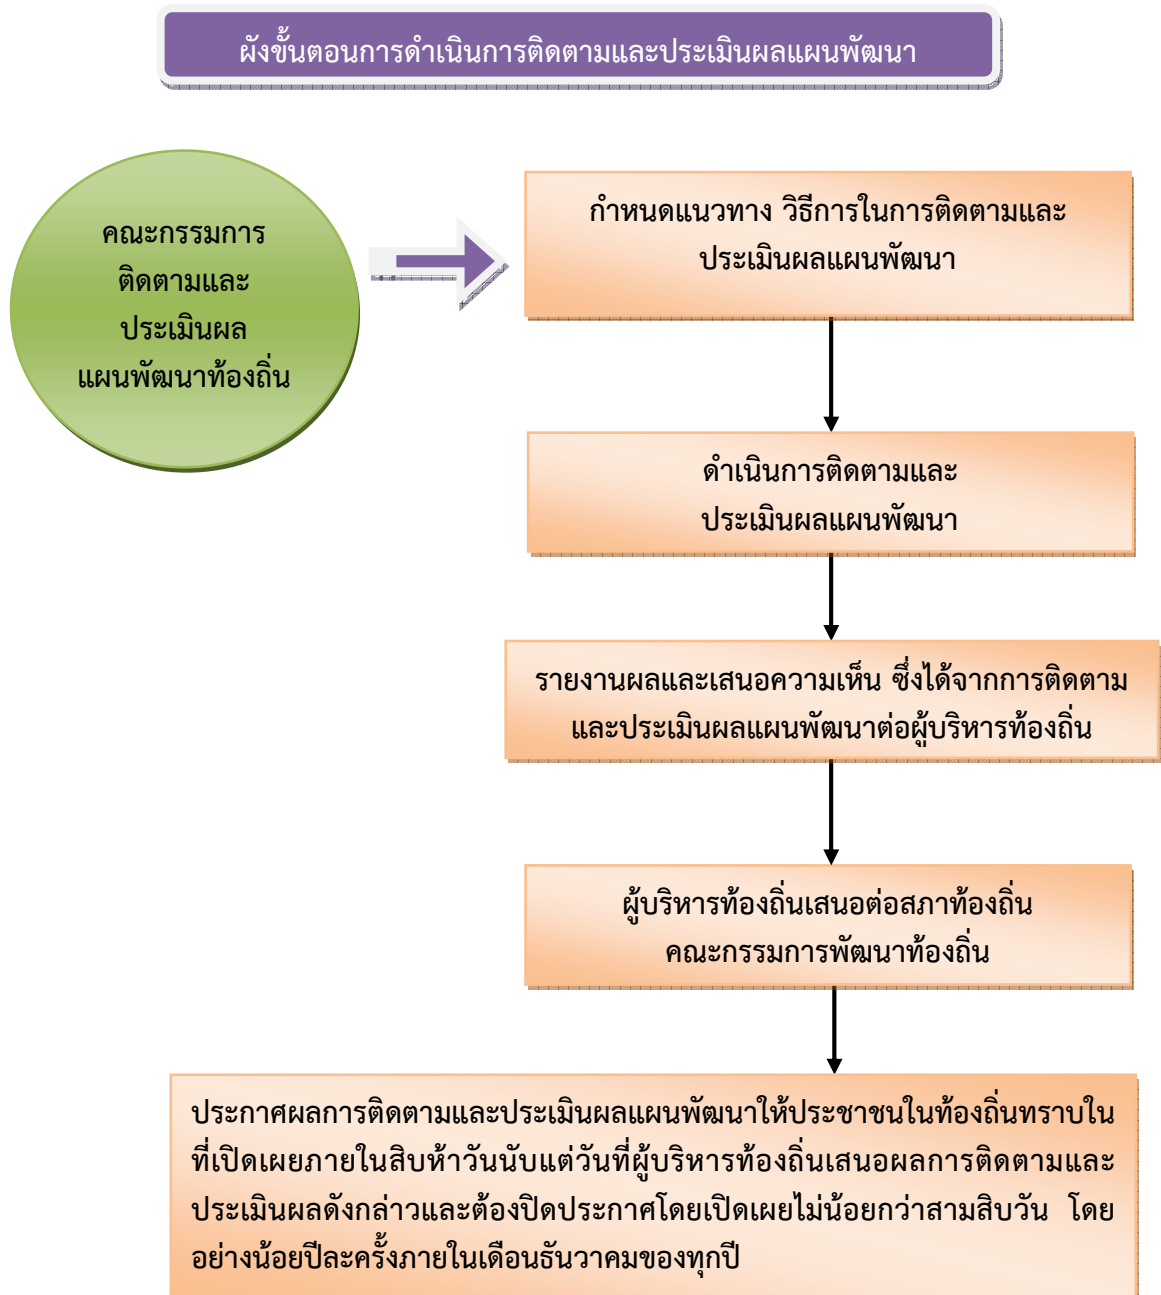 ผังขั้นตอนการดำเนินการติดตามและประเมินผลแผนพัฒนา
คณะกรรมการ
ติดตามและ
ประเมินผล
แผนพัฒนาท้องถิ่น
กำหนดแนวทาง วิธีการในการติดตามและ
ประเมินผลแผนพัฒนา
ดำเนินการติดตามและ
ประเมินผลแผนพัฒนา
รายงานผลและเสนอความเห็น ซึ่งได้จากการติดตาม
และประเมินผลแผนพัฒนาต่อผู้บริหารท้องถิ่น
ผู้บริหารท้องถิ่นเสนอต่อสภาท้องถิ่น
คณะกรรมการพัฒนาท้องถิ่น
ประกาศผลการติดตามและประเมินผลแผนพัฒนาให้ประชาชนในท้องถิ่นทราบใน
ที่เปิดเผยภายในสิบห้าวันนับแต่วันที่ผู้บริหารท้องถิ่นเสนอผลการติดตามและ
ประเมินผลดังกล่าวและต้องปิดประกาศโดยเปิดเผยไม่น้อยกว่าสามสิบวัน โดย
อย่างน้อยปีละครั้งภายในเดือนธันวาคมของทุกปี